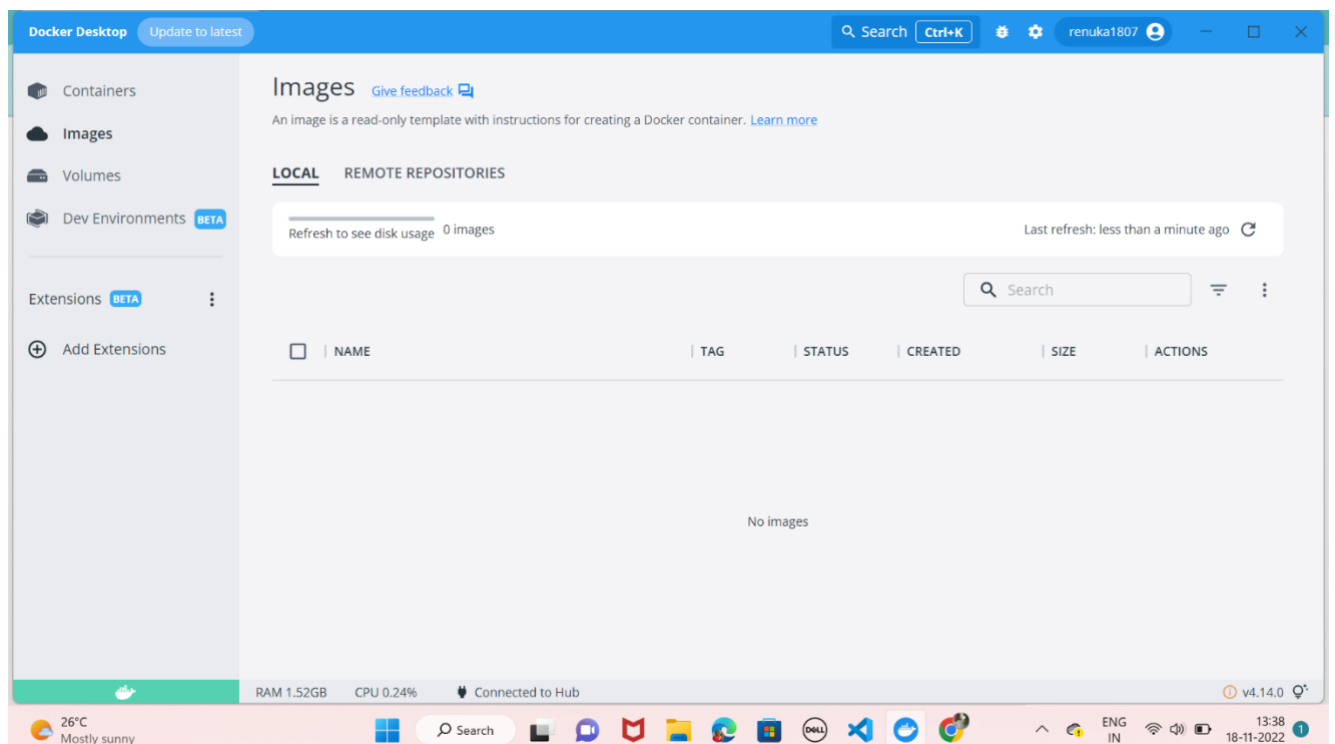 Docker Desktop Update to latest Search Ctrl+K renuka1807
Containers
Images
Volumes
Dev Environments BETA
Extensions BETA
Add Extensions
Images Give feedback
An image is a read-only template with instructions for creating a Docker container. Learn more
LOCAL REMOTE REPOSITORIES
Refresh to see disk usage 0 images Last refresh: less than a minute ago
Search
NAME TAG STATUS CREATED SIZE ACTIONS
No images
RAM 1.52GB CPU 0.24% Connected to Hub v4.14.0
26°C
Mostly sunny
Search
DELL
ENG
IN
13:38
18-11-2022
1